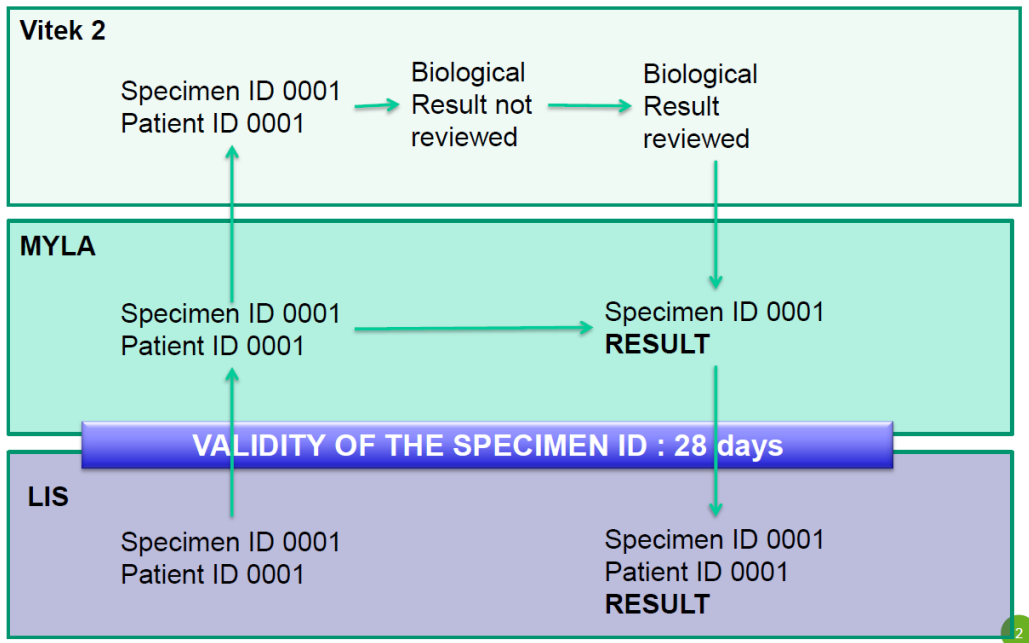 Vitek 2
Specimen ID 0001
Patient ID 0001
Biological
Result not
reviewed
Biological
Result
reviewed
MYLA
Specimen ID 0001
Patient ID 0001
Specimen ID 0001
RESULT
VALIDITY OF THE SPECIMEN ID : 28 days
LIS
Specimen ID 0001
Patient ID 0001
Specimen ID 0001
Patient ID 0001
RESULT
2